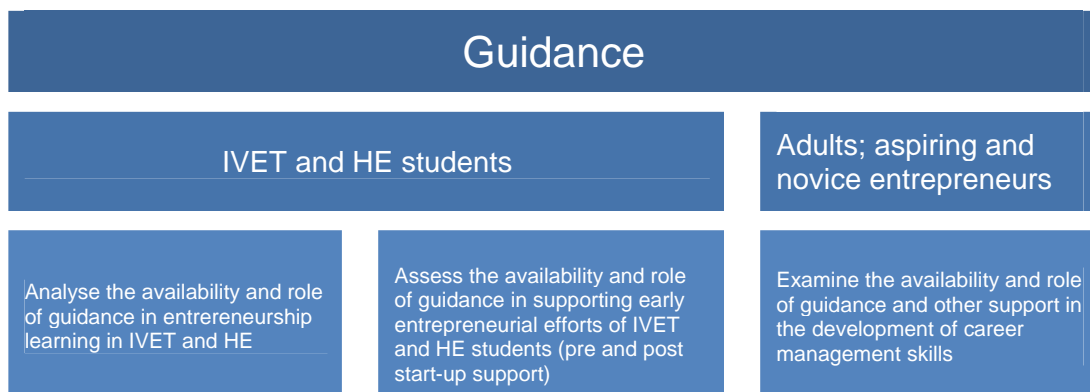 Guidance
IVET and HE students
Adults; aspiring and
novice entrepreneurs
Analyse the availability and role
of guidance in entrereneurship
learning in IVET and HE
Assess the availability and role
of guidance in supporting early
entrepreneurial efforts of IVET
and HE students (pre and post
start-up support)
Examine the availability and role
of guidance and other support in
the development of career
management skills